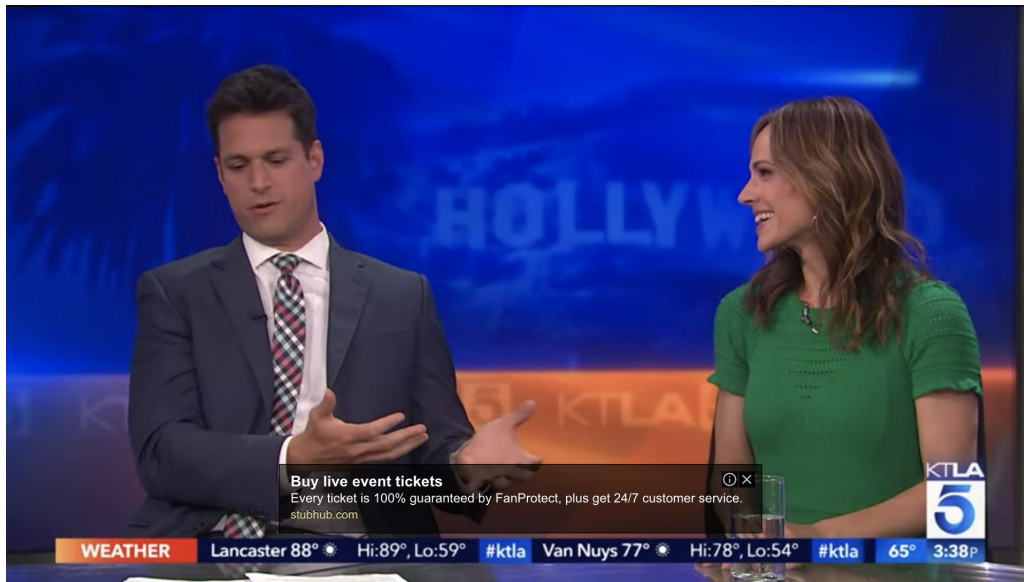 HOLLYW
KTLA
5
Buy live event tickets
Every ticket is 100% guaranteed by FanProtect, plus get 24/7 customer service.
stubhub.com
KTLA
5
WEATHER Lancaster 88° Hi:89°, Lo:59° #ktla Van Nuys 77° Hi:78°, Lo:54° #ktla 65° 3:38P